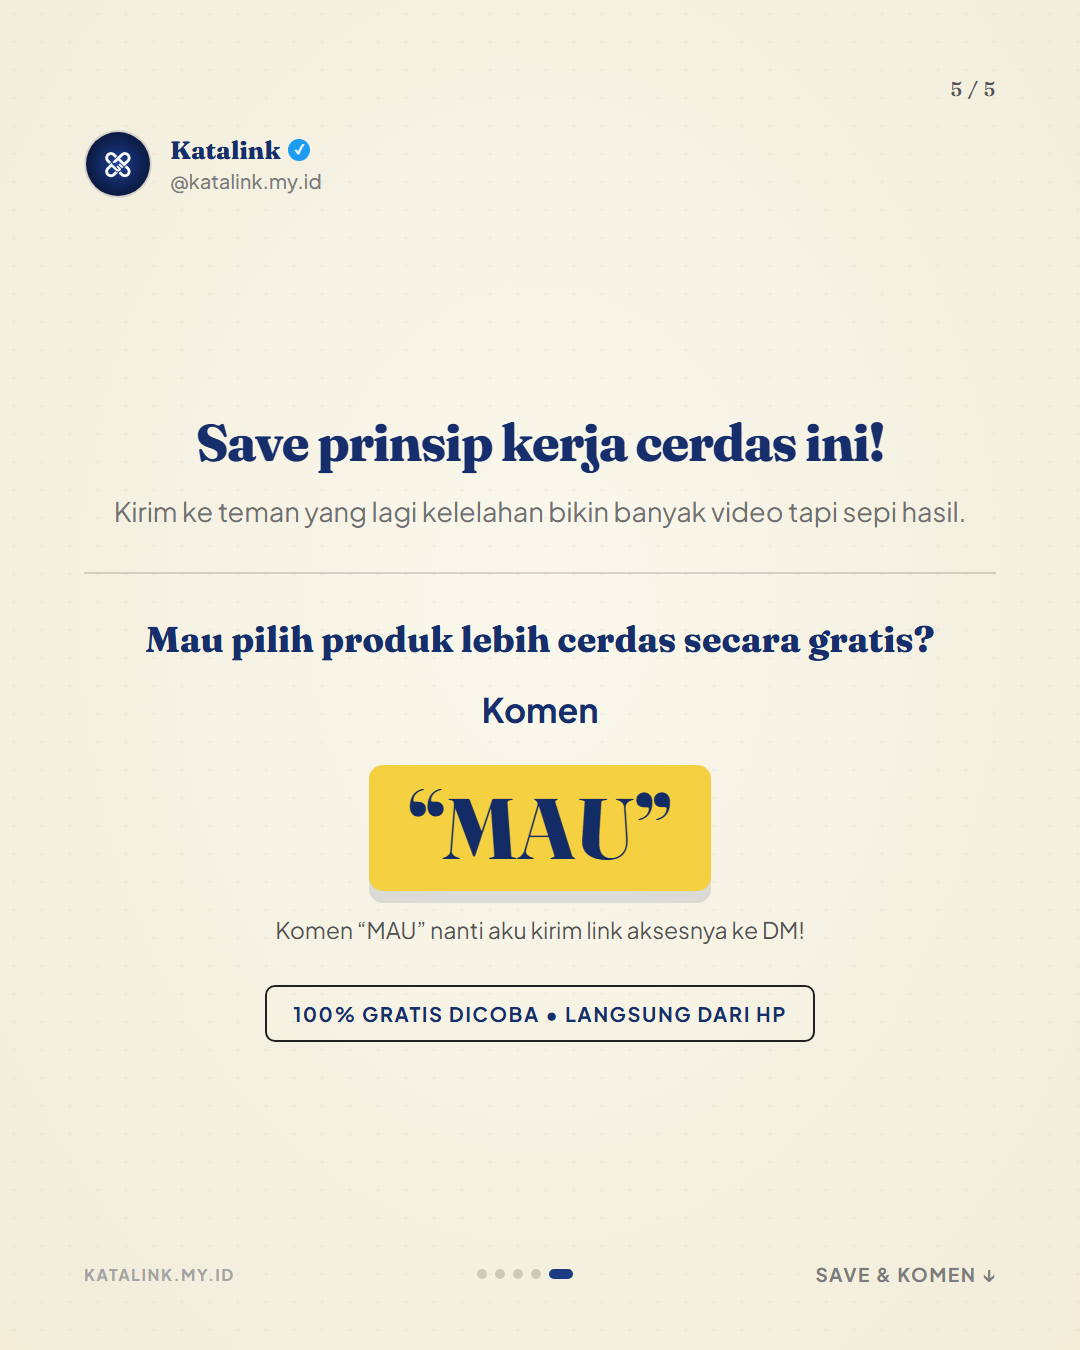 5 / 5
Katalink
@katalink.my.id
Save prinsip kerja cerdas ini!
Kirim ke teman yang lagi kelelahan bikin banyak video tapi sepi hasil.
Mau pilih produk lebih cerdas secara gratis?
Komen
“MAU”
Komen “MAU” nanti aku kirim link aksesnya ke DM!
100% GRATIS DICOBA • LANGSUNG DARI HP
KATALINK.MY.ID
SAVE & KOMEN ↓